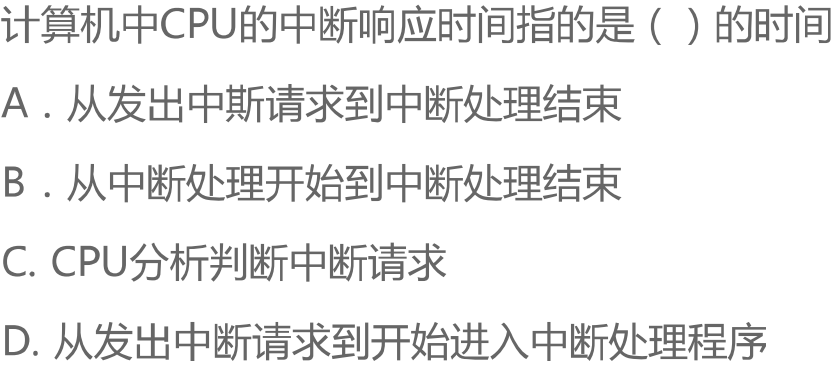 计算机中CPU的中断响应时间指的是（ ）的时间
A．从发出中斯请求到中断处理结束
B．从中断处理开始到中断处理结束
C. CPU分析判断中断请求
D. 从发出中断请求到开始进入中断处理程序